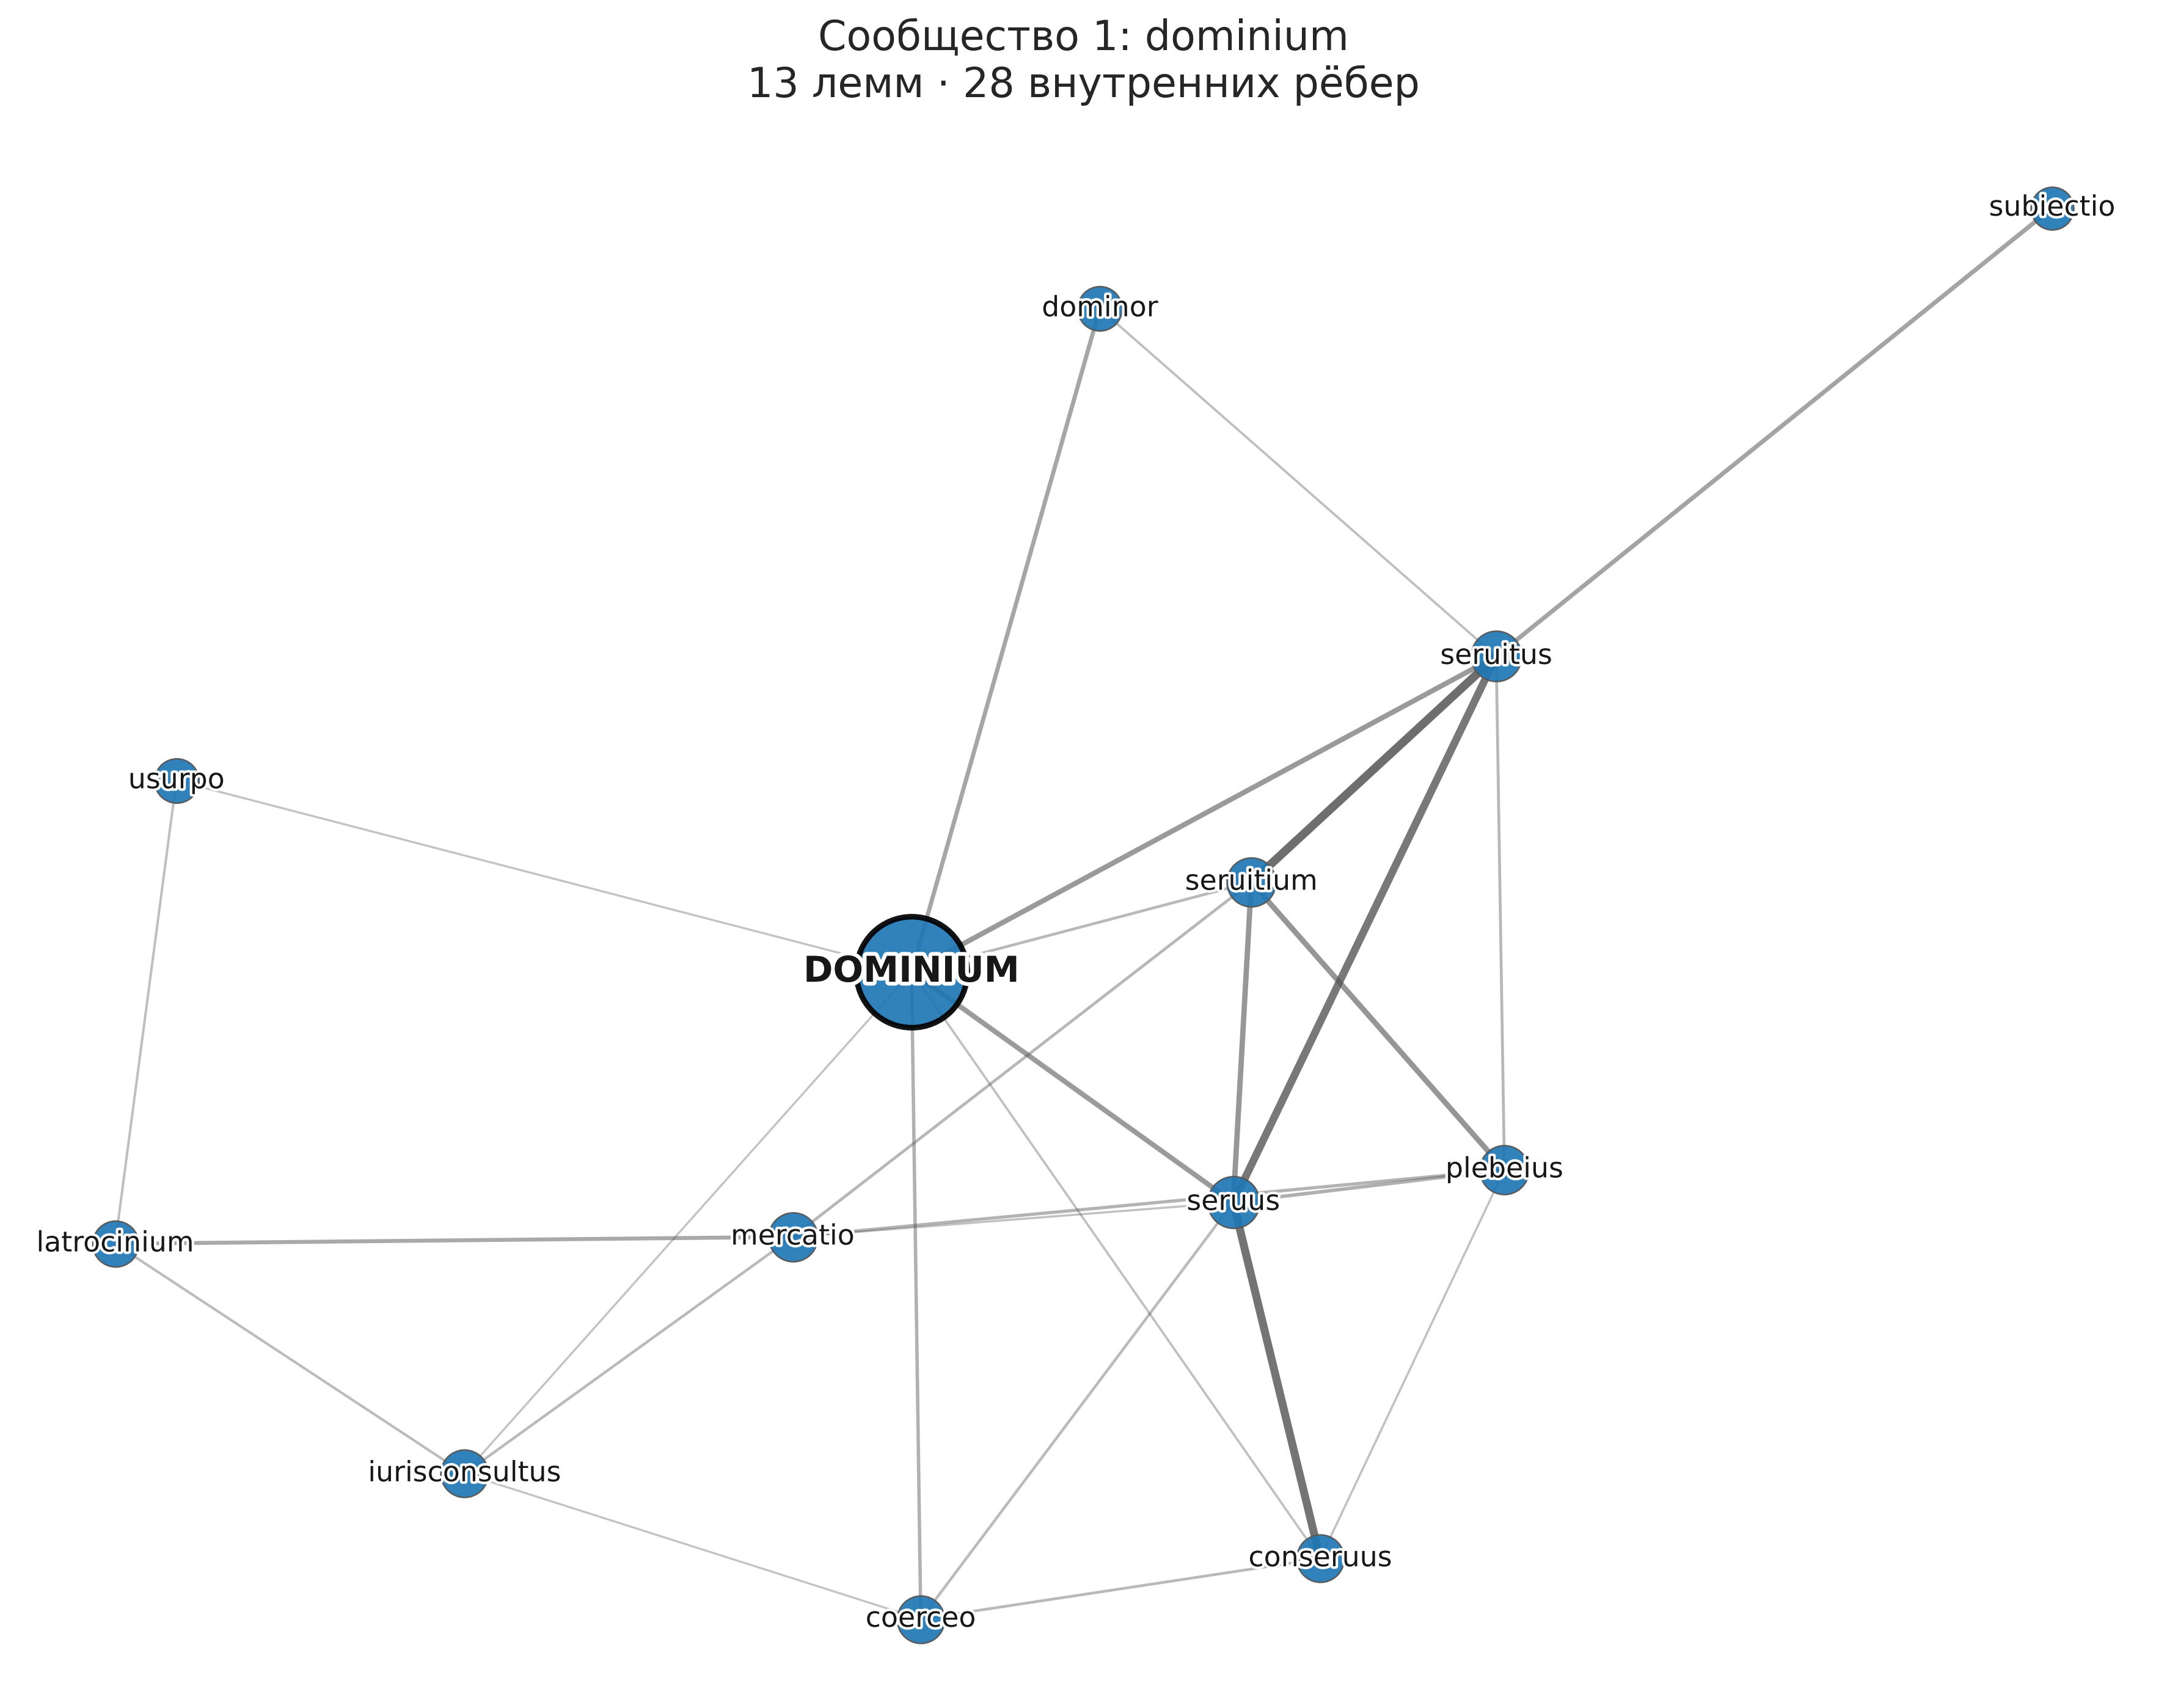 Сообщество 1: dominium
13 лемм · 28 внутренних рёбер
subiectio
dominor
seruitus
usurpo
seruitium
DOMINIUM
plebeius
seruus
mercatio
latrocinium
iurisconsultus
conseruus
coerceo